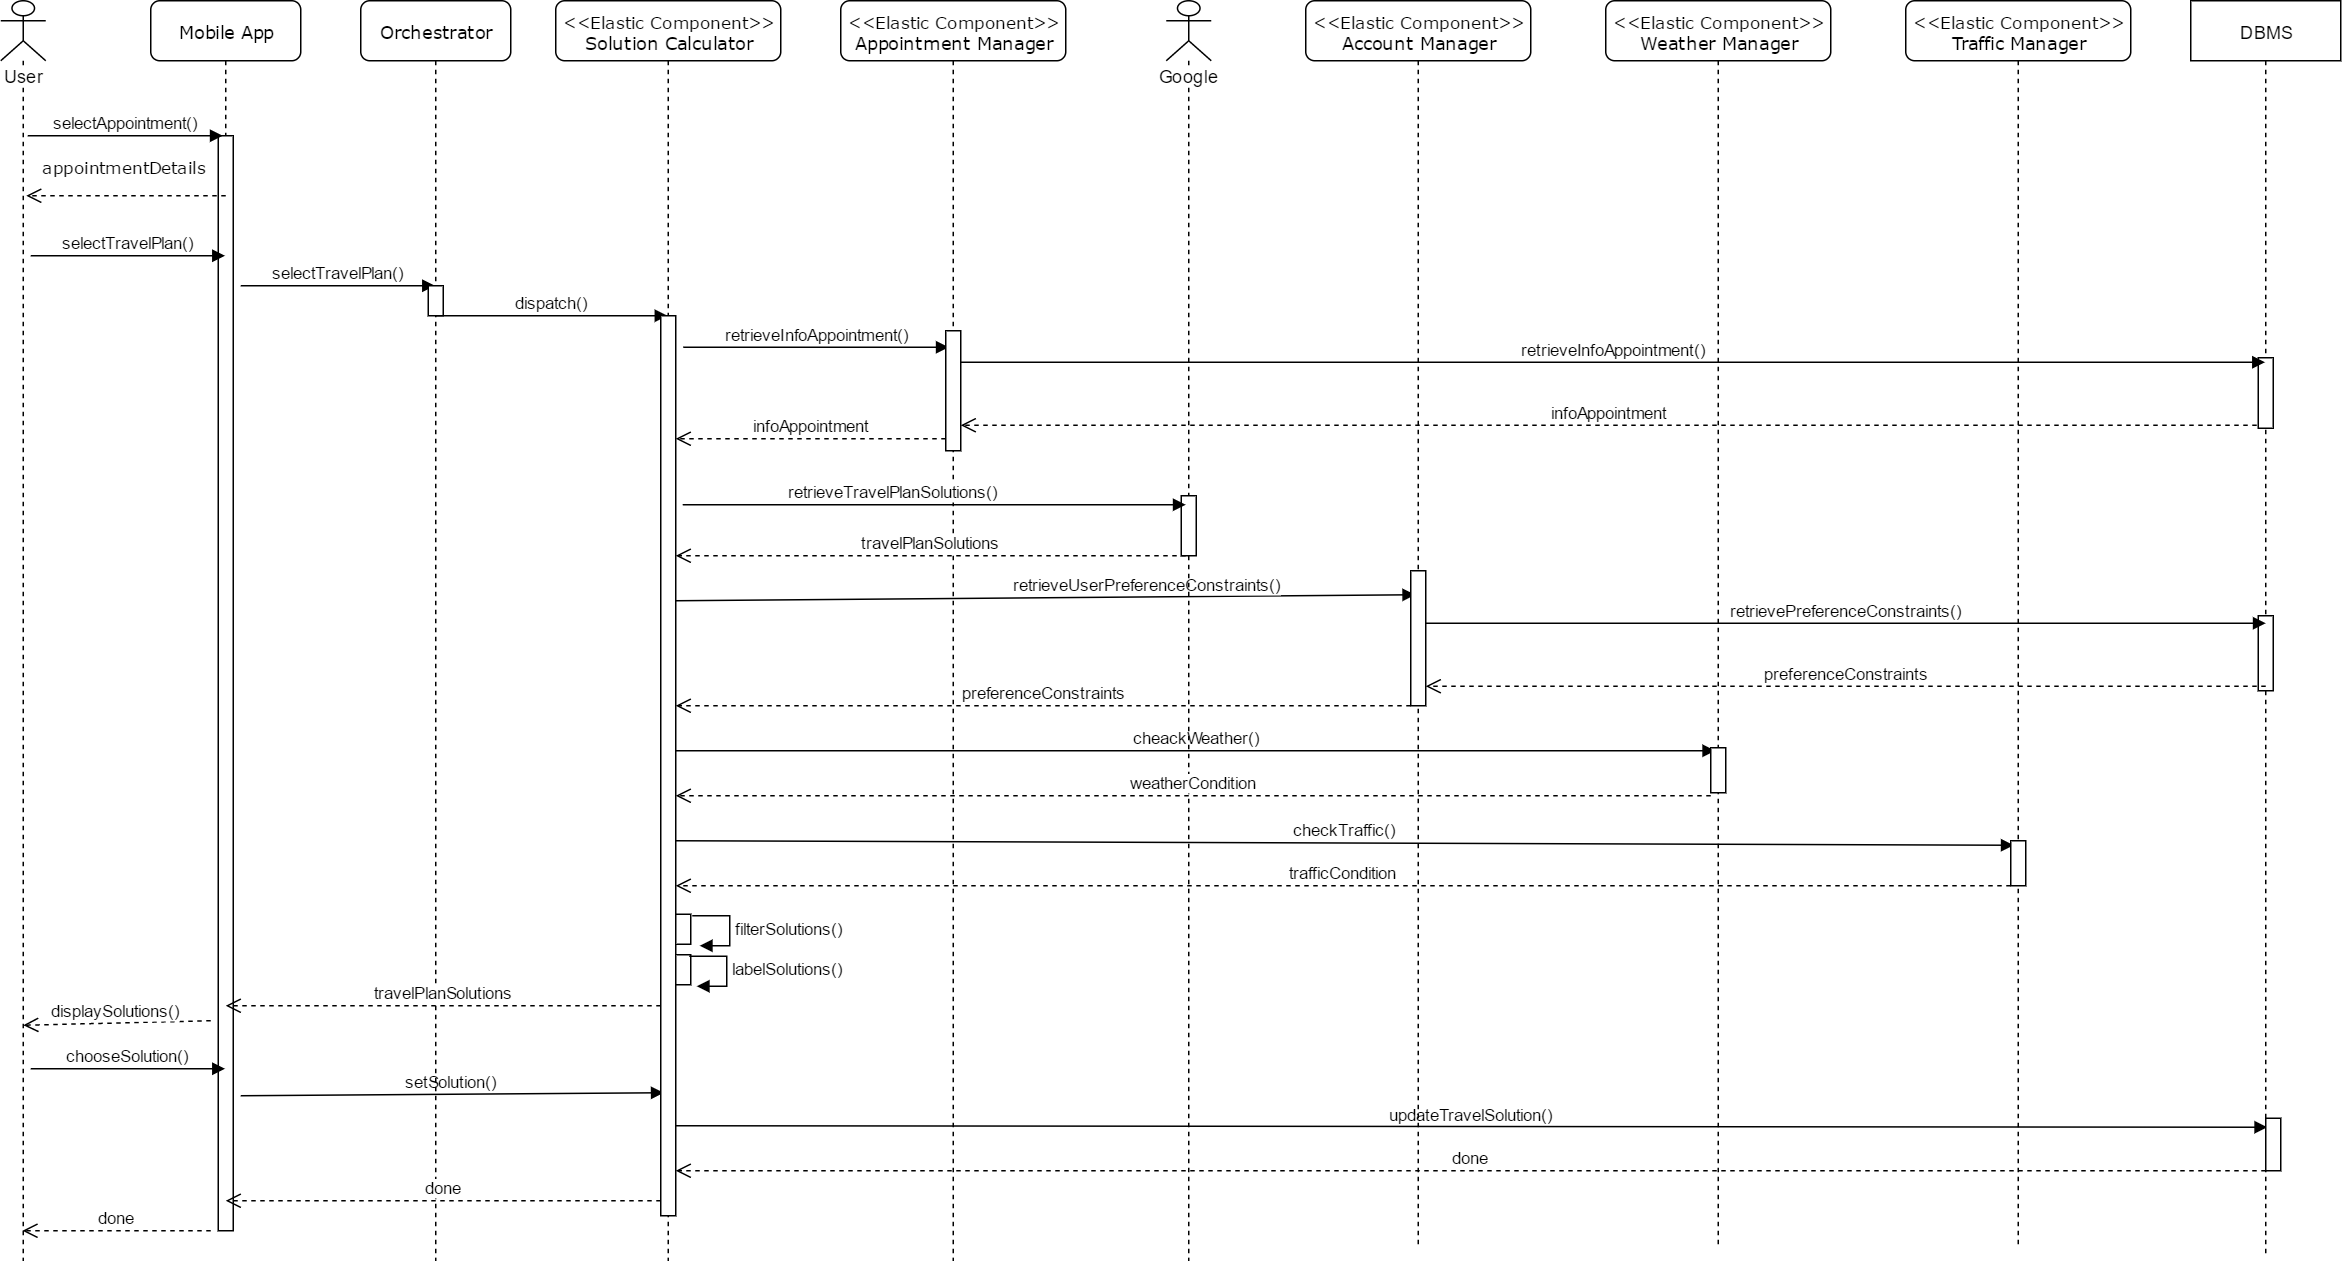 <<Elastic Component>>
<<Elastic Component>>
<<Elastic Component>>
<<Elastic Component>>
<<Elastic Component>>
Mobile App
Orchestrator
Solution Calculator
Appointment Manager
Account Manager
Weather Manager
Traffic Manager
DBMS
User
Google
selectAppointment()
appointmentDetails
selectTravelPlan()
selectTravelPlan()
dispatch()
retrieveInfoAppointment()
retrieveInfoAppointment()
infoAppointment
infoAppointment
retrieveTravelPlanSolutions()
travelPlanSolutions
retrieveUserPreferenceConstraints()
retrievePreferenceConstraints()
preferenceConstraints
preferenceConstraints
cheackWeather()
weatherCondition
checkTraffic()
trafficCondition
filterSolutions()
labelSolutions()
travelPlanSolutions
displaySolutions()
chooseSolution()
setSolution()
updateTravelSolution()
done
done
done